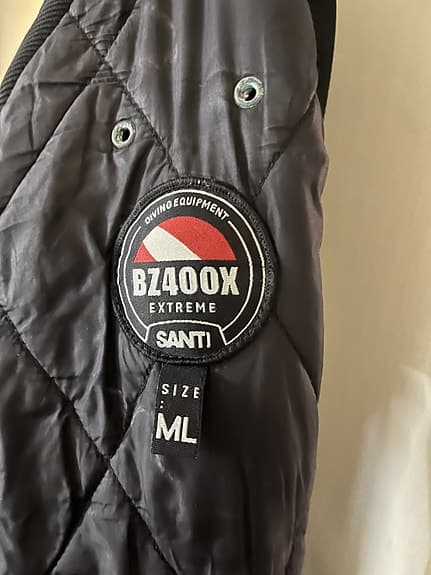 DIVING EQUIPMENT
BZ400X
EXTREME
SANTI
SIZE
:
ML